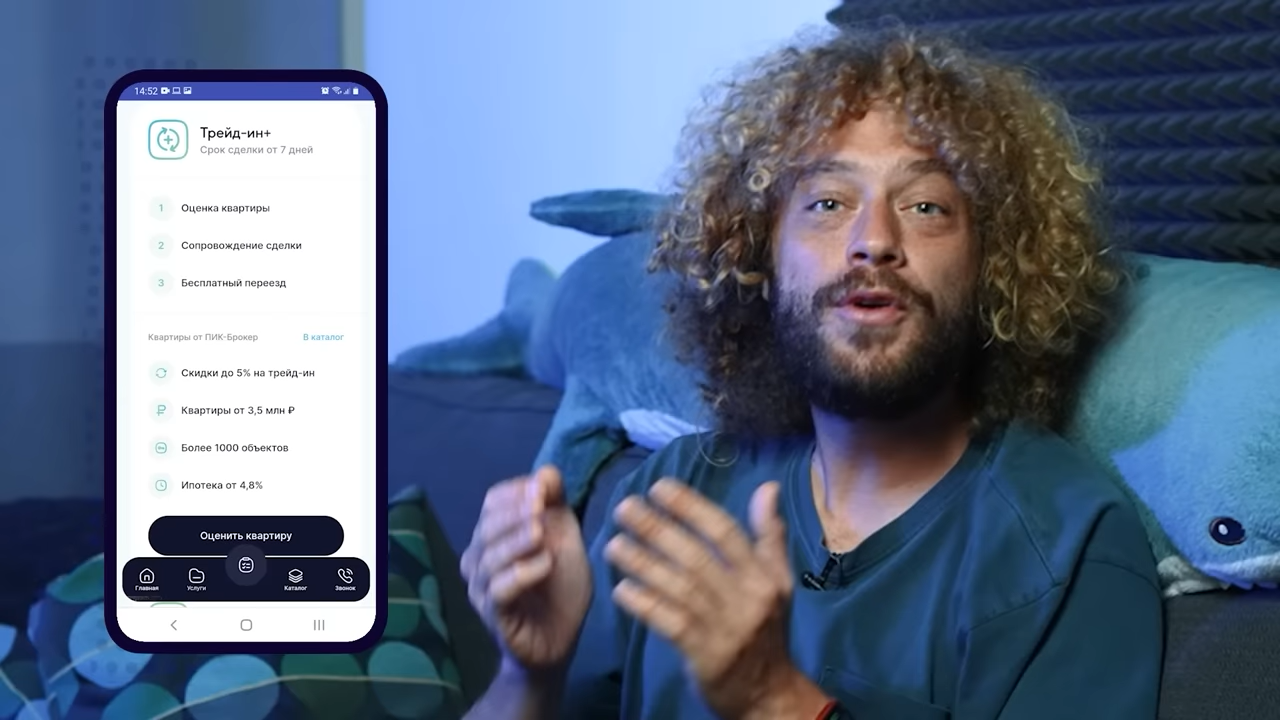 14:52
Трейд-ин+
Срок сделки от 7 дней
1 Оценка квартиры
2 Сопровождение сделки
3 Бесплатный переезд
Квартиры от ПИК-Брокер В каталог
Скидки до 5% на трейд-ин
Квартиры от 3,5 млн ₽
Более 1000 объектов
Ипотека от 4,8%
Оценить квартиру
Главная Услуги Каталог Звонок